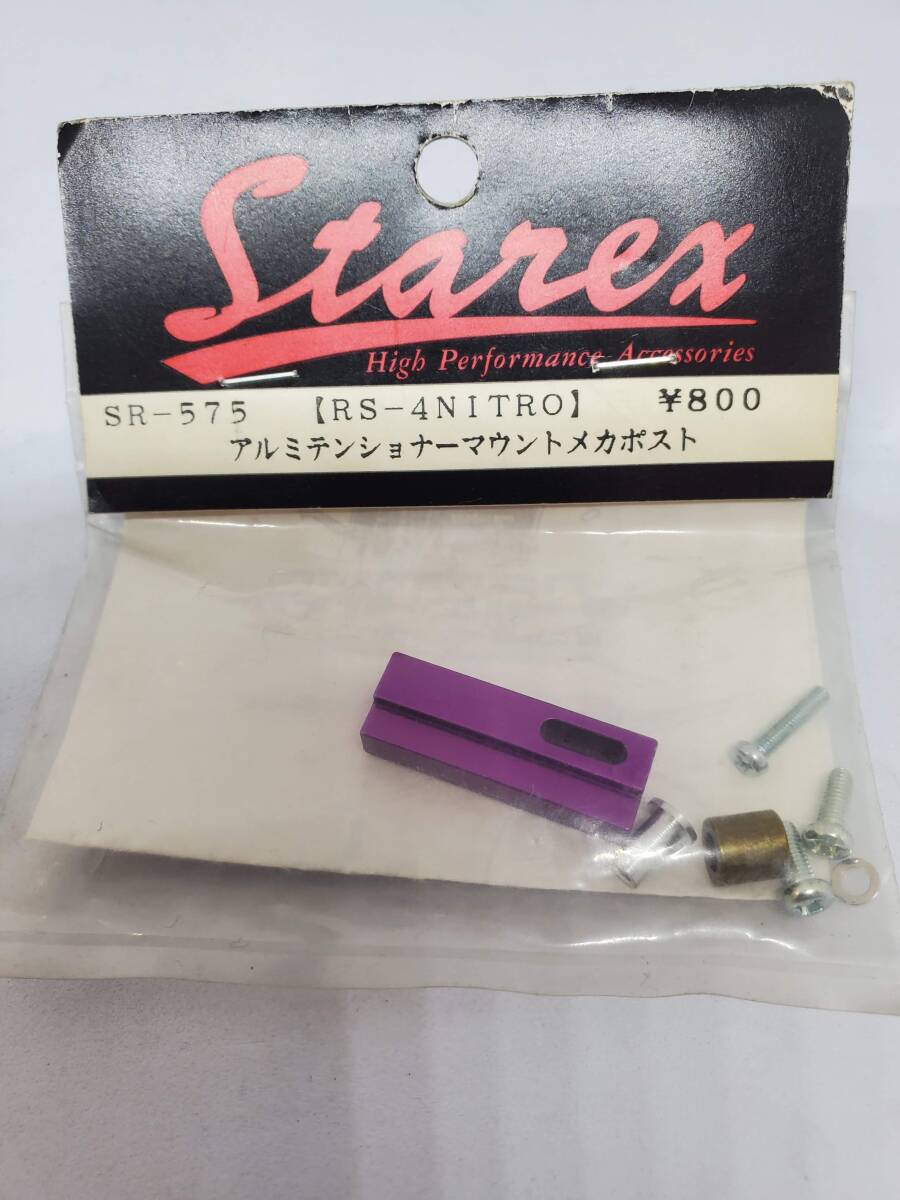 Starex
High Performance Accessories
SR-575 【RS-4NITRO】 ¥800
アルミテンショナーマウントメカポスト